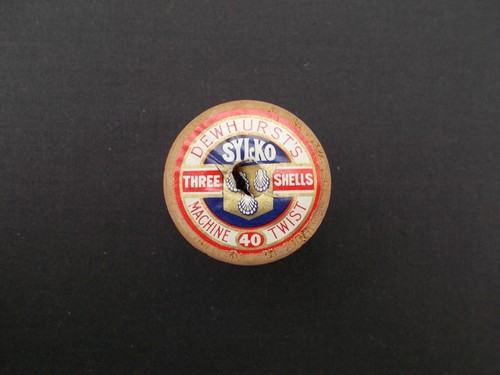 DEWHURST'S
SYLKO
THREE SHELLS
MACHINE 40 TWIST